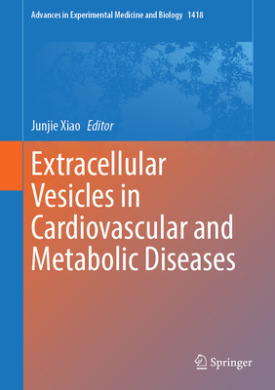 Advances in Experimental Medicine and Biology 1418
Junjie Xiao Editor
Extracellular
Vesicles in
Cardiovascular and
Metabolic Diseases
Springer